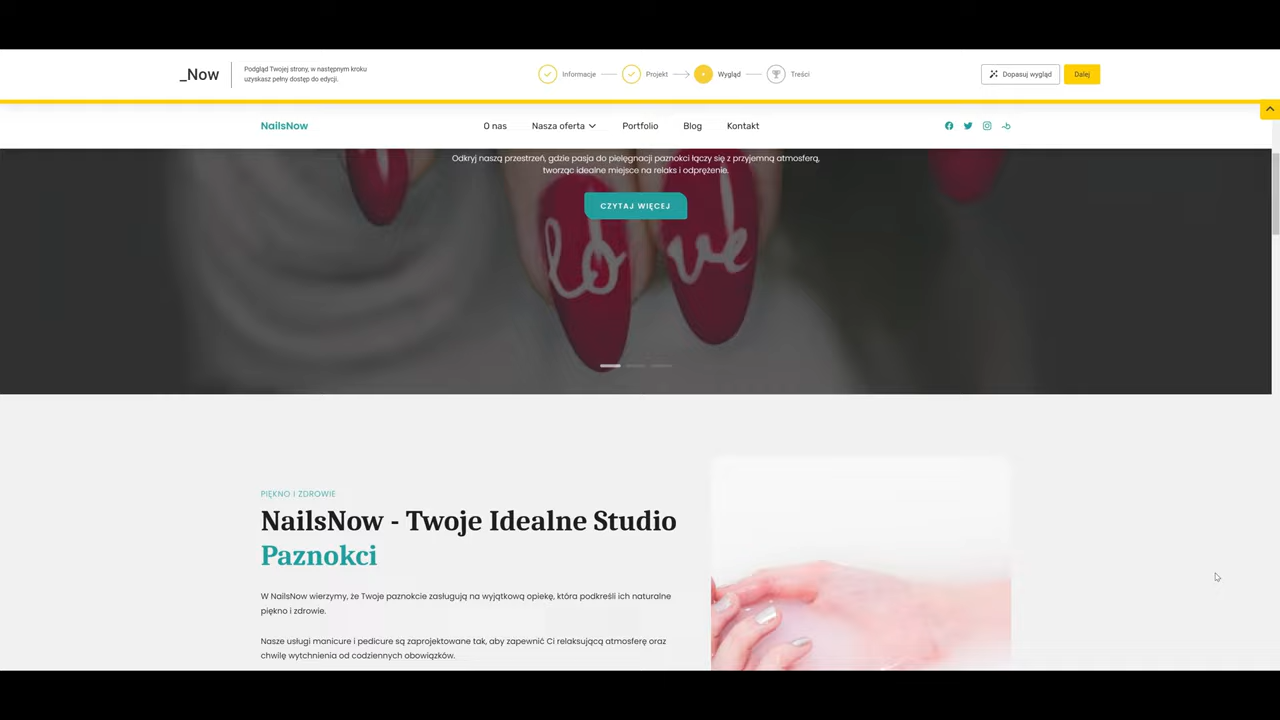 _Now
Podgląd Twojej strony, w następnym kroku
uzyskasz pełny dostęp do edycji.
Informacje
Projekt
Wygląd
Treści
Dopasuj wygląd
Dalej
NailsNow
O nas
Nasza oferta
Portfolio
Blog
Kontakt
Odkryj naszą przestrzeń, gdzie pasja do pielęgnacji paznokci łączy się z przyjemną atmosferą,
tworząc idealne miejsce na relaks i odprężenie.
CZYTAJ WIĘCEJ
love
PIĘKNO I ZDROWIE
NailsNow - Twoje Idealne Studio
Paznokci
W NailsNow wierzymy, że Twoje paznokcie zasługują na wyjątkową opiekę, która podkreśli ich naturalne
piękno i zdrowie.
Nasze usługi manicure i pedicure są zaprojektowane tak, aby zapewnić Ci relaksującą atmosferę oraz
chwilę wytchnienia od codziennych obowiązków.